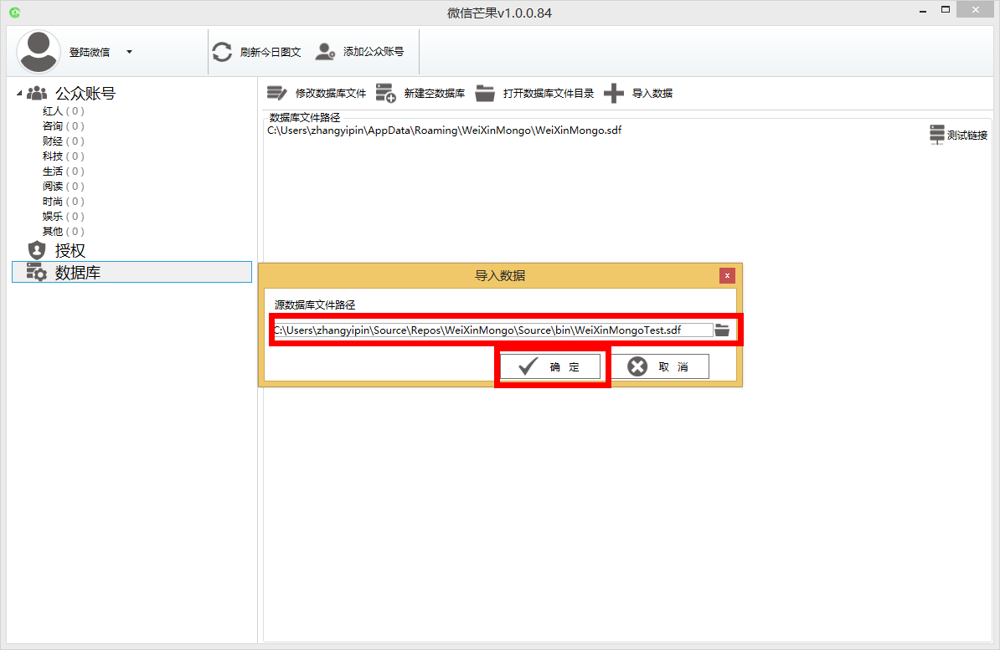 微信芒果v1.0.0.84
登陆微信
刷新今日图文
添加公众账号
公众账号
红人 ( 0 )
咨询 ( 0 )
财经 ( 0 )
科技 ( 0 )
生活 ( 0 )
阅读 ( 0 )
时尚 ( 0 )
娱乐 ( 0 )
其他 ( 0 )
授权
数据库
修改数据库文件
新建空数据库
打开数据库文件目录
导入数据
数据库文件路径
C:\Users\zhangyipin\AppData\Roaming\WeiXinMongo\WeiXinMongo.sdf
测试链接
导入数据
x
源数据库文件路径
C:\Users\zhangyipin\Source\Repos\WeiXinMongo\Source\bin\WeiXinMongoTest.sdf
确 定
取 消